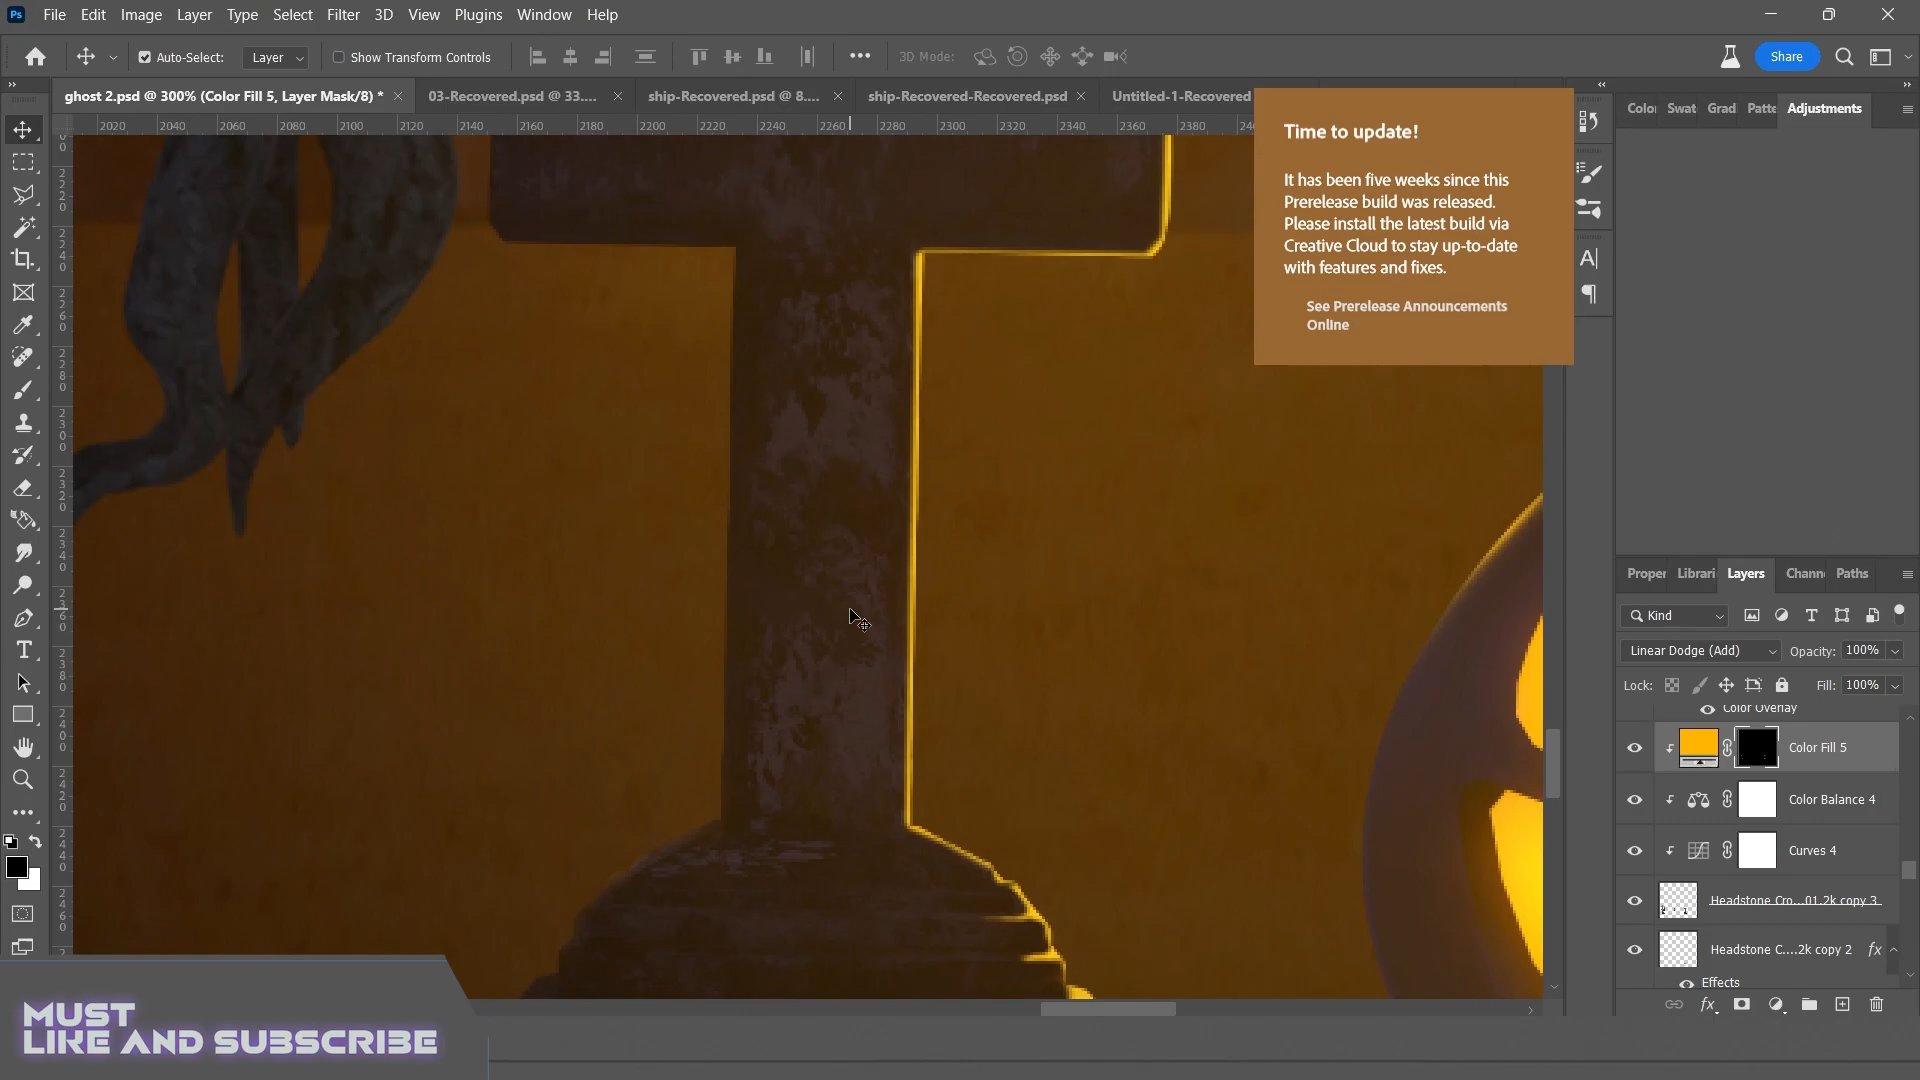 Ps File Edit Image Layer Type Select Filter 3D View Plugins Window Help
Auto-Select: Layer Show Transform Controls 3D Mode: Share
ghost 2.psd @ 300% (Color Fill 5, Layer Mask/8) * 03-Recovered.psd @ 33.... ship-Recovered.psd @ 8.... ship-Recovered-Recovered.psd Untitled-1-Recovered
2020 2040 2060 2080 2100 2120 2140 2160 2180 2200 2220 2240 2260 2280 2300 2320 2340 2360 2380
Time to update!
It has been five weeks since this
Prerelease build was released.
Please install the latest build via
Creative Cloud to stay up-to-date
with features and fixes.
See Prerelease Announcements
Online
Color Swat Grad Patte Adjustments
Proper Librari Layers Chann Paths
Kind
Linear Dodge (Add) Opacity: 100%
Lock: Fill: 100%
Color Overlay
Color Fill 5
Color Balance 4
Curves 4
Headstone Cro...01.2k copy 3
Headstone C....2k copy 2 fx
Effects
fx
MUST
LIKE AND SUBSCRIBE